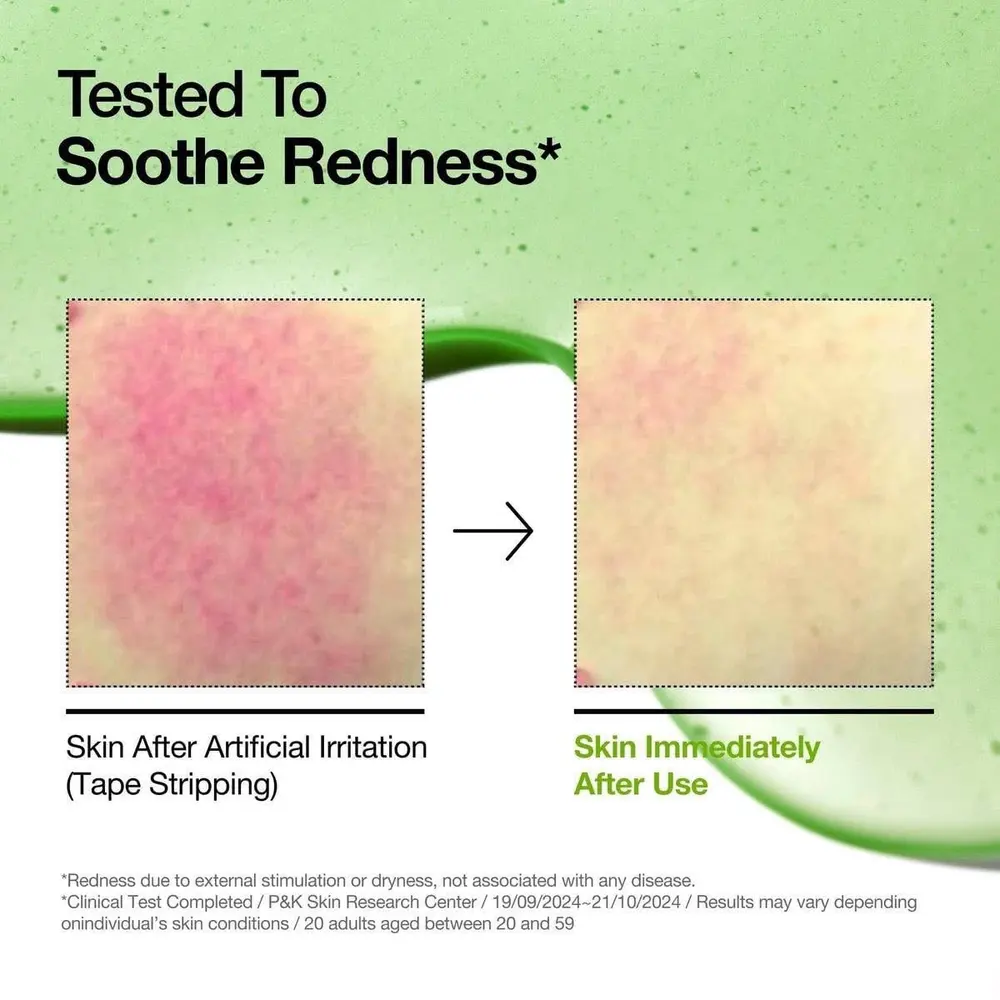 Tested To
Soothe Redness*
Skin After Artificial Irritation
(Tape Stripping)
Skin Immediately
After Use
*Redness due to external stimulation or dryness, not associated with any disease.
*Clinical Test Completed / P&K Skin Research Center / 19/09/2024~21/10/2024 / Results may vary depending
onindividual's skin conditions / 20 adults aged between 20 and 59